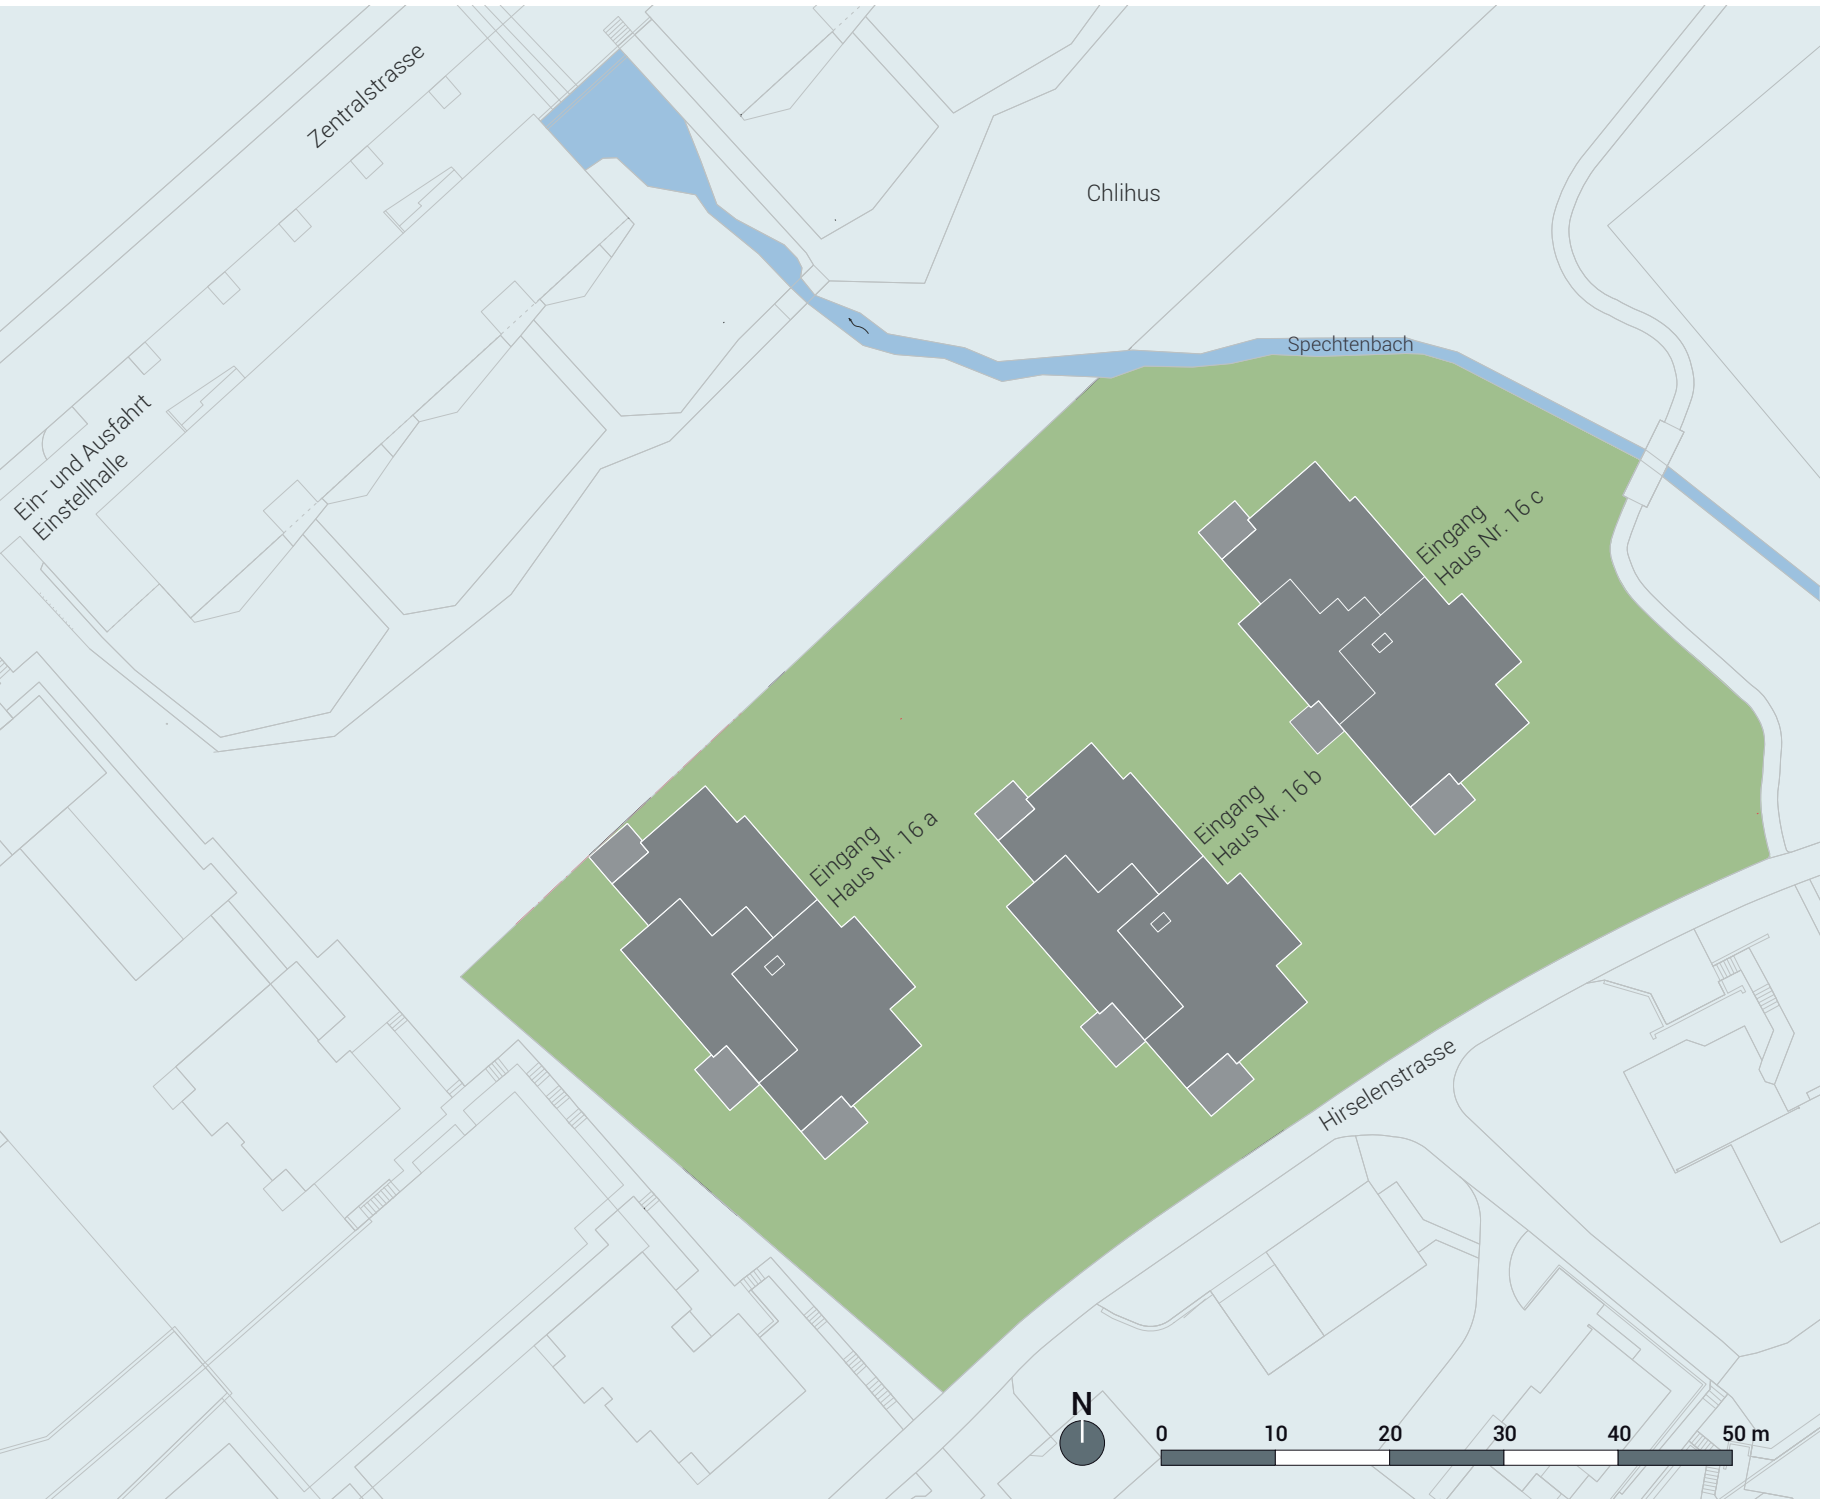 Zentralstrasse
Chlihus
Spechtenbach
Ein- und Ausfahrt
Einstellhalle
Eingang
Haus Nr. 16 c
Eingang
Haus Nr. 16 b
Eingang
Haus Nr. 16 a
Hirselenstrasse
N
0 10 20 30 40 50 m